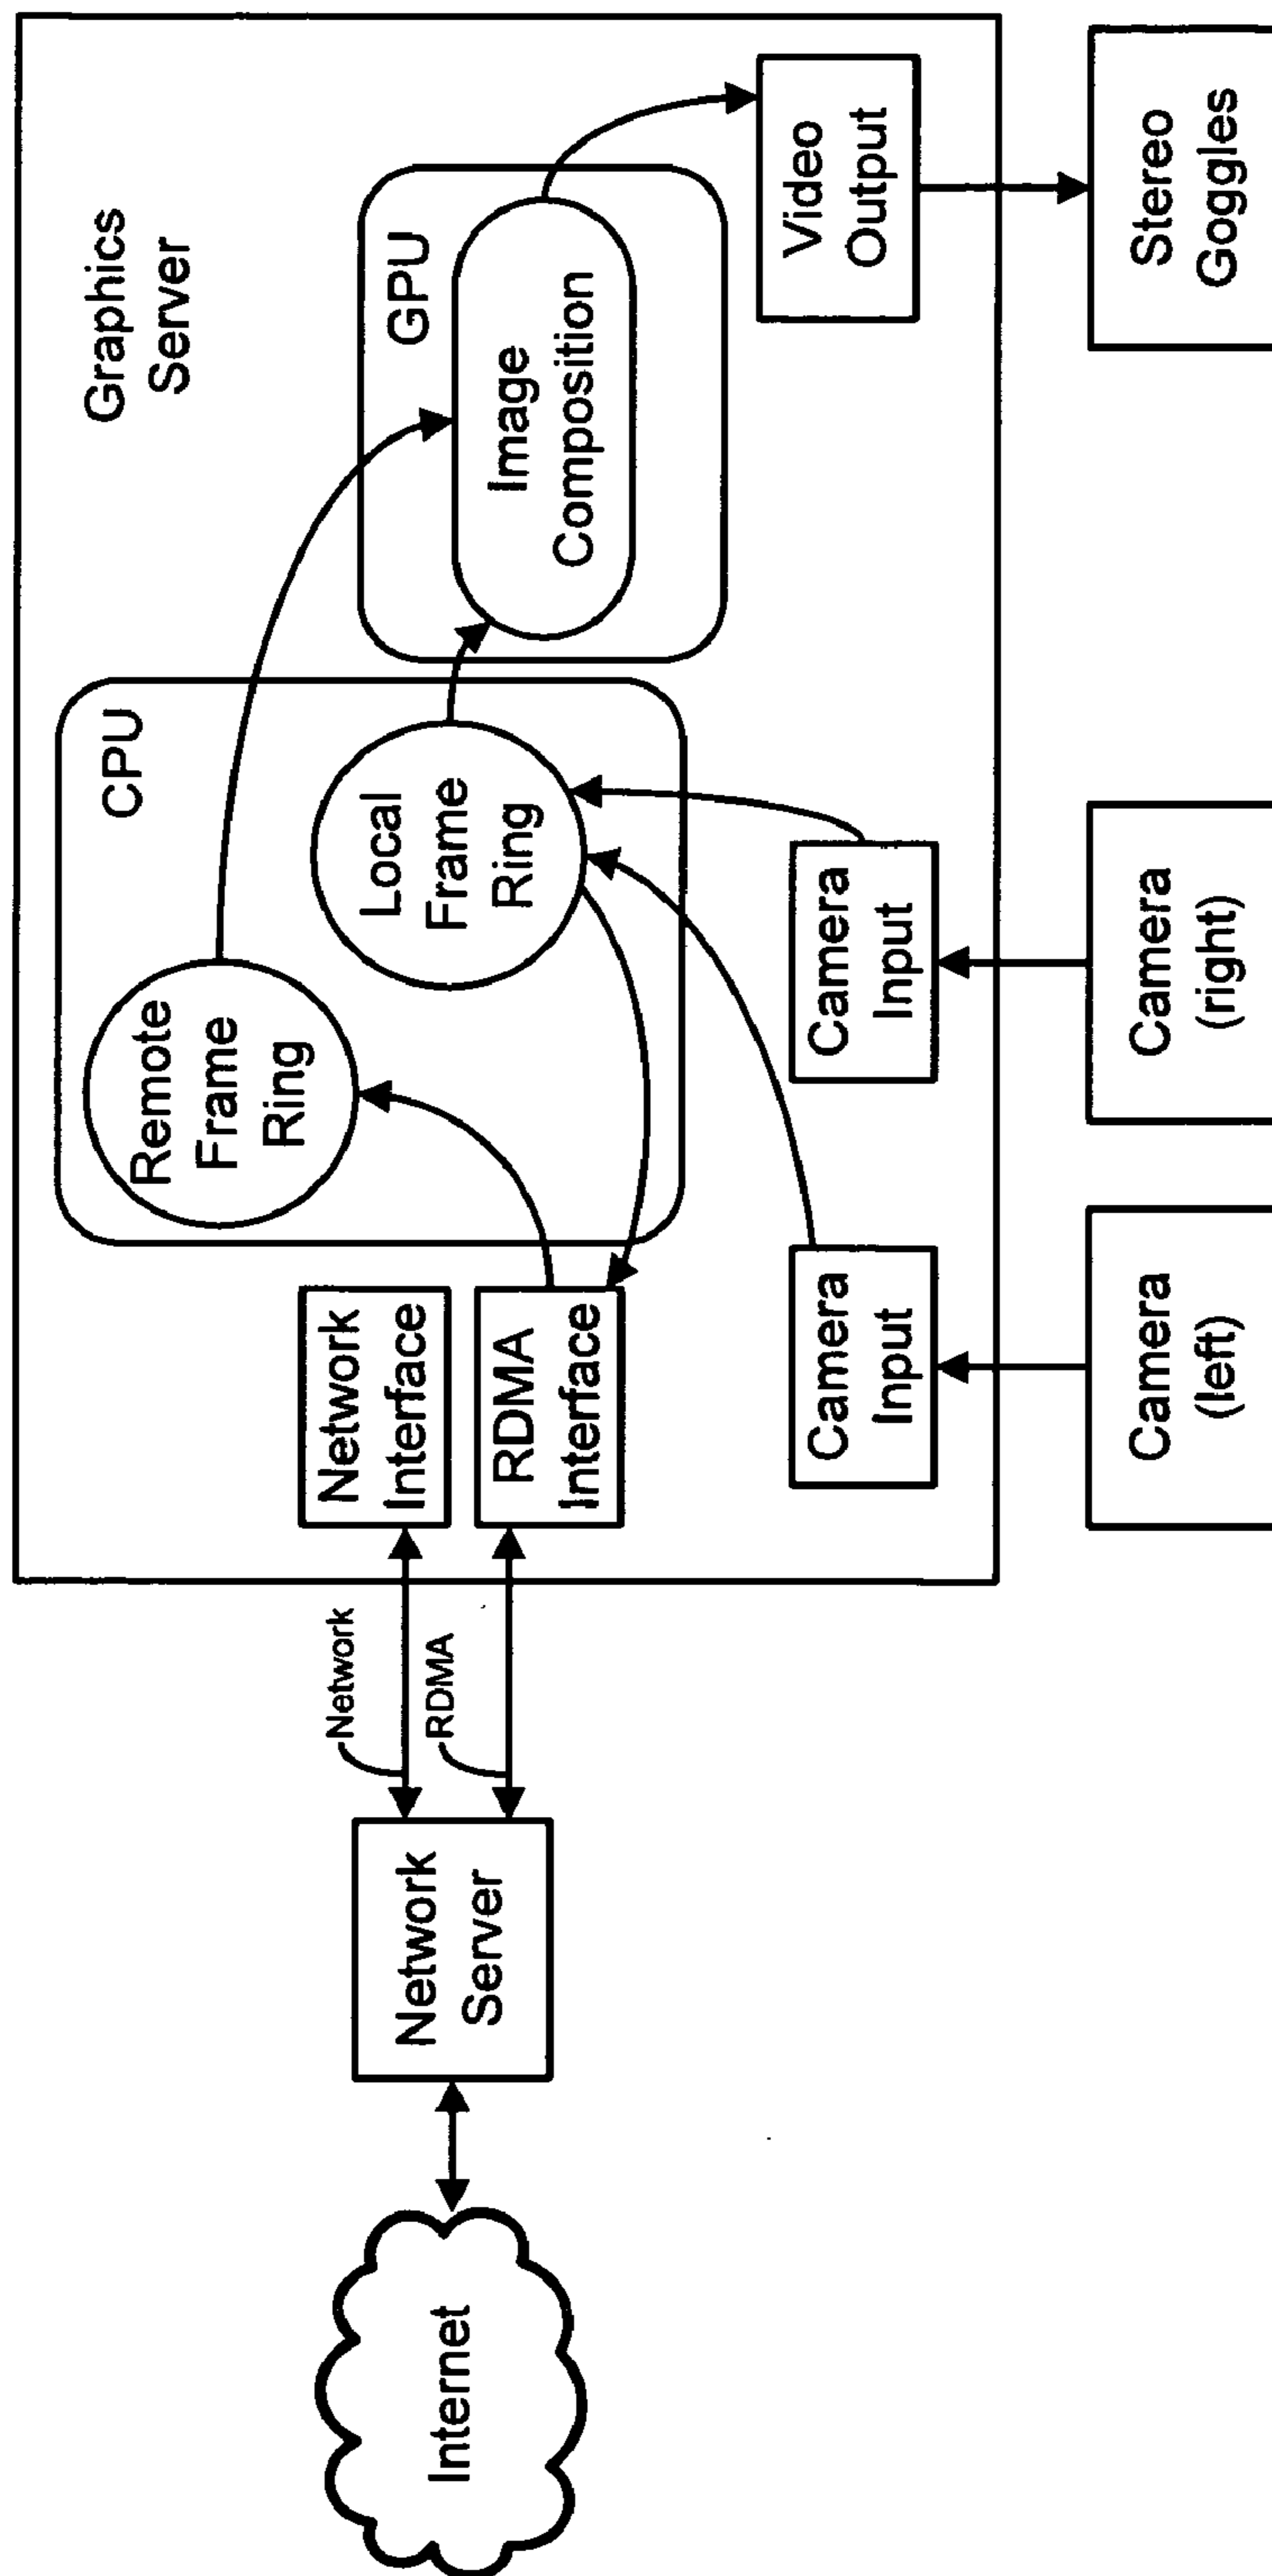 Graphics
Server
CPU
GPU
Remote
Frame
Ring
Local
Frame
Ring
Image
Composition
Network
Interface
RDMA
Interface
Network
RDMA
Internet
Network
Server
Camera
Input
Camera
Input
Video
Output
Camera
(left)
Camera
(right)
Stereo
Goggles